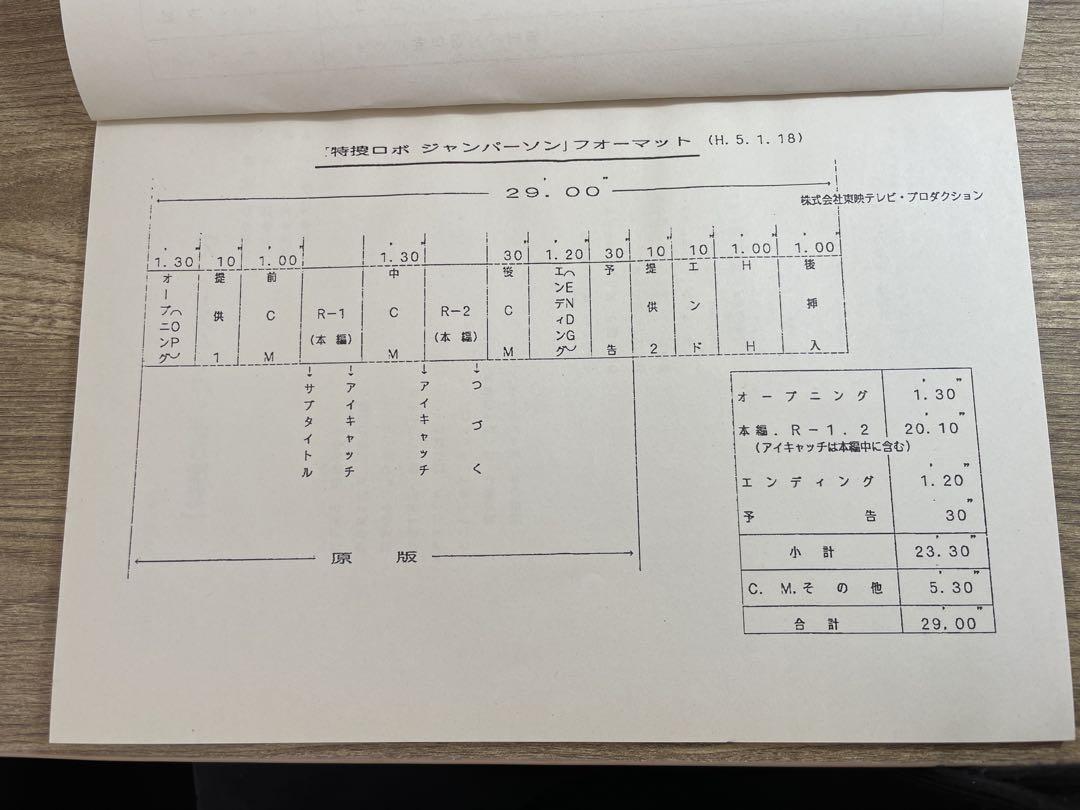 「特捜ロボ ジャンパーソン」フォーマット (H.5.1.18)
29'.00"
株式会社東映テレビ・プロダクション
1'.30" 10" 1'.00" 1'.30" 30" 1'.20" 30" 10" 10" 1'.00" 1'.00"
オープニング(OP)
提供1
前CM
R-1(本編)
中CM
R-2(本編)
後CM
エンディング(ENDG)
予告
提供2
エンド
HH
後挿入
→サブタイトル
→アイキャッチ
→アイキャッチ
→つづく
原版
オープニング 1'.30"
本編.R-1.2 20'.10"
(アイキャッチは本編中に含む)
エンディング 1'.20"
予告 30"
小計 23'.30"
C.M.その他 5'.30"
合計 29'.00"